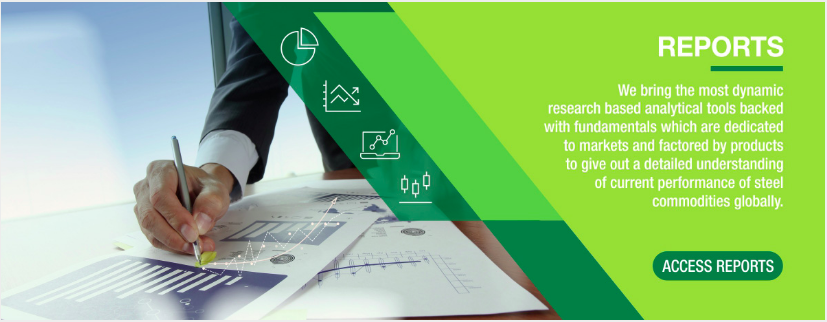 REPORTS
We bring the most dynamic
research based analytical tools backed
with fundamentals which are dedicated
to markets and factored by products
to give out a detailed understanding
of current performance of steel
commodities globally.
ACCESS REPORTS